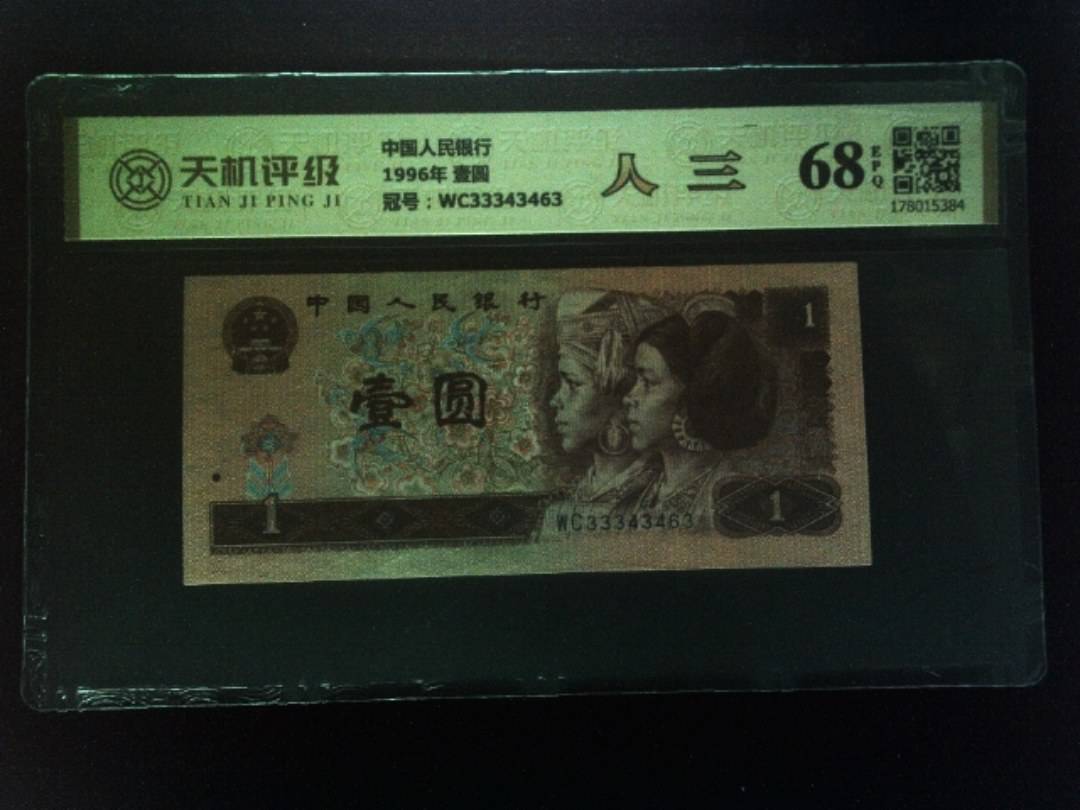 天机评级
TIAN JI PING JI
中国人民银行
1996年 壹圆
冠号：WC33343463
人三
68
EPQ
178015384
中国人民银行
壹圆
1
1
WC33343463
1